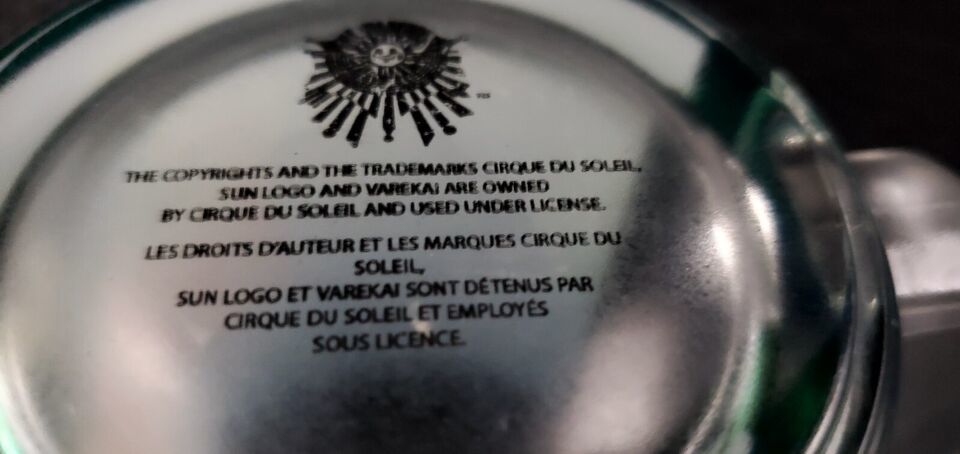 THE COPYRIGHTS AND THE TRADEMARKS CIRQUE DU SOLEIL,
SUN LOGO AND VAREKAI ARE OWNED
BY CIRQUE DU SOLEIL AND USED UNDER LICENSE.
LES DROITS D'AUTEUR ET LES MARQUES CIRQUE DU
SOLEIL,
SUN LOGO ET VAREKAI SONT DÉTENUS PAR
CIRQUE DU SOLEIL ET EMPLOYÉS
SOUS LICENCE.